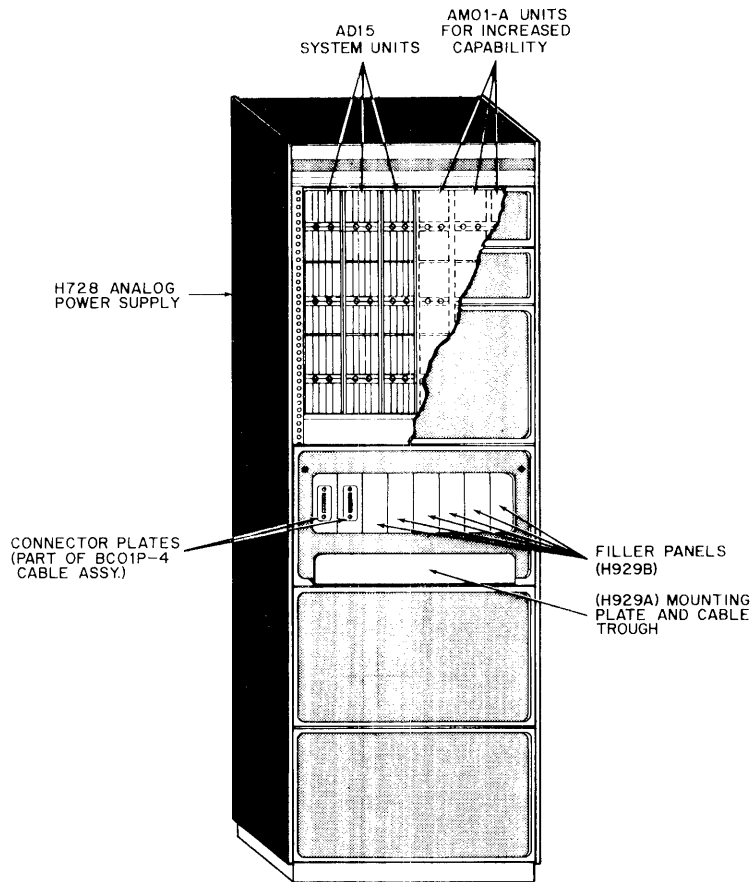 AD15
SYSTEM UNITS
AM01-A UNITS
FOR INCREASED
CAPABILITY
H728 ANALOG
POWER SUPPLY
CONNECTOR PLATES
(PART OF BC01P-4
CABLE ASSY.)
FILLER PANELS
(H929B)
(H929A) MOUNTING
PLATE AND CABLE
TROUGH